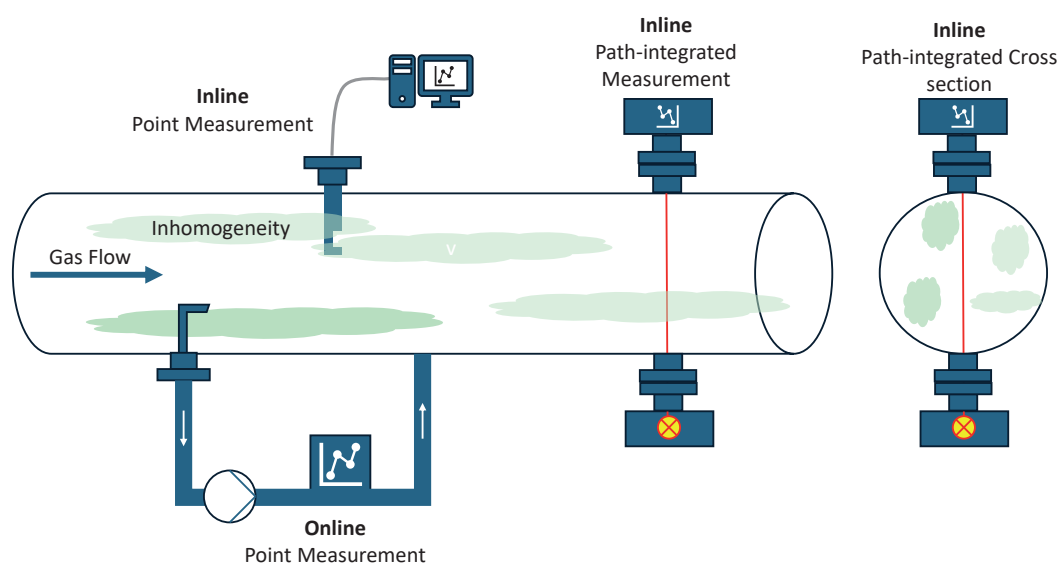 Inline
Point Measurement
Inline
Path-integrated
Measurement
Inline
Path-integrated Cross
section
Inhomogeneity
v
Gas Flow
Online
Point Measurement